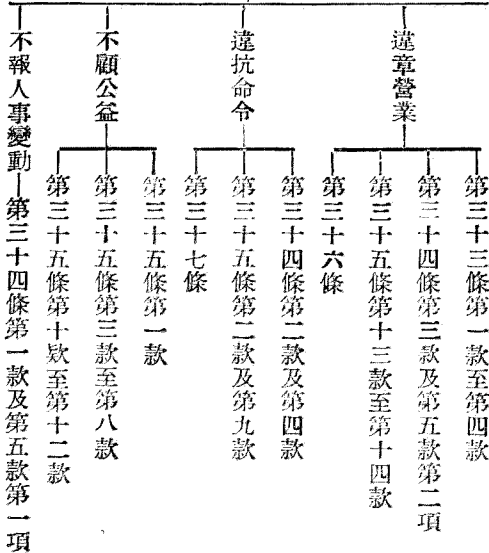 違章營業
第三十三條第一款至第四款
第三十四條第三款及第五款第二項
第三十五條第十三款至第十四款
第三十六條
違抗命令
第三十四條第二款及第四款
第三十五條第二款及第九款
第三十七條
不顧公益
第三十五條第一款
第三十五條第三款至第八款
第三十五條第十款至第十二款
不報人事變動
第三十四條第一款及第五款第一項